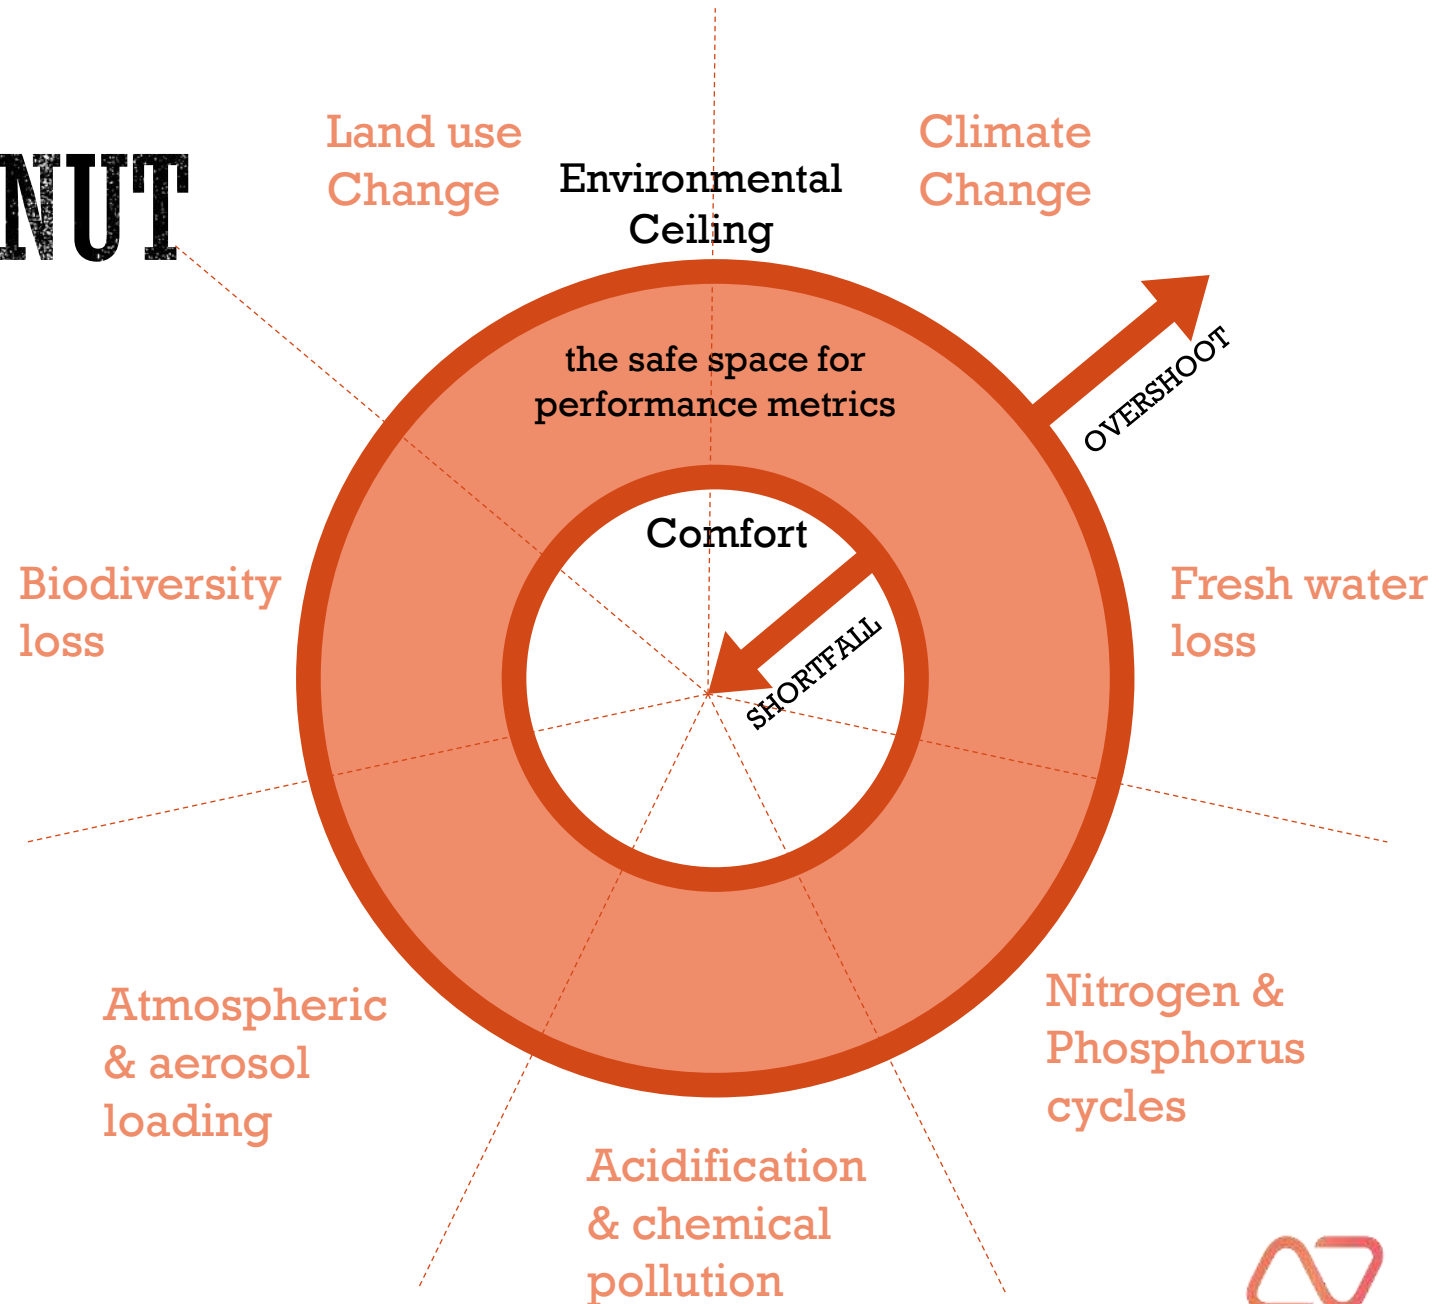 NUT
Land use
Change
Climate
Change
Environmental
Ceiling
the safe space for
performance metrics
OVERSHOOT
Comfort
SHORTFALL
Biodiversity
loss
Fresh water
loss
Atmospheric
& aerosol
loading
Nitrogen &
Phosphorus
cycles
Acidification
& chemical
pollution